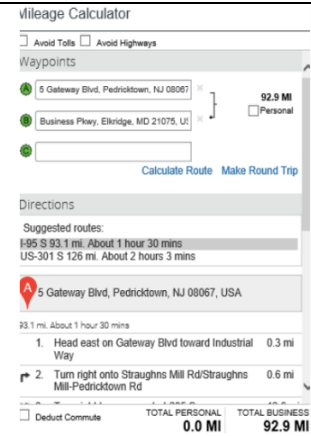 Mileage Calculator
Avoid Tolls Avoid Highways
Waypoints
A 5 Gateway Blvd, Pedricktown, NJ 08067
92.9 MI
Personal
B Business Pkwy, Elkridge, MD 21075, US
C
Calculate Route Make Round Trip
Directions
Suggested routes:
I-95 S 93.1 mi. About 1 hour 30 mins
US-301 S 126 mi. About 2 hours 3 mins
A 5 Gateway Blvd, Pedricktown, NJ 08067, USA
93.1 mi. About 1 hour 30 mins
1. Head east on Gateway Blvd toward Industrial 0.3 mi
Way
2. Turn right onto Straughns Mill Rd/Straughns 0.6 mi
Mill-Pedricktown Rd
Deduct Commute TOTAL PERSONAL TOTAL BUSINESS
0.0 MI 92.9 MI